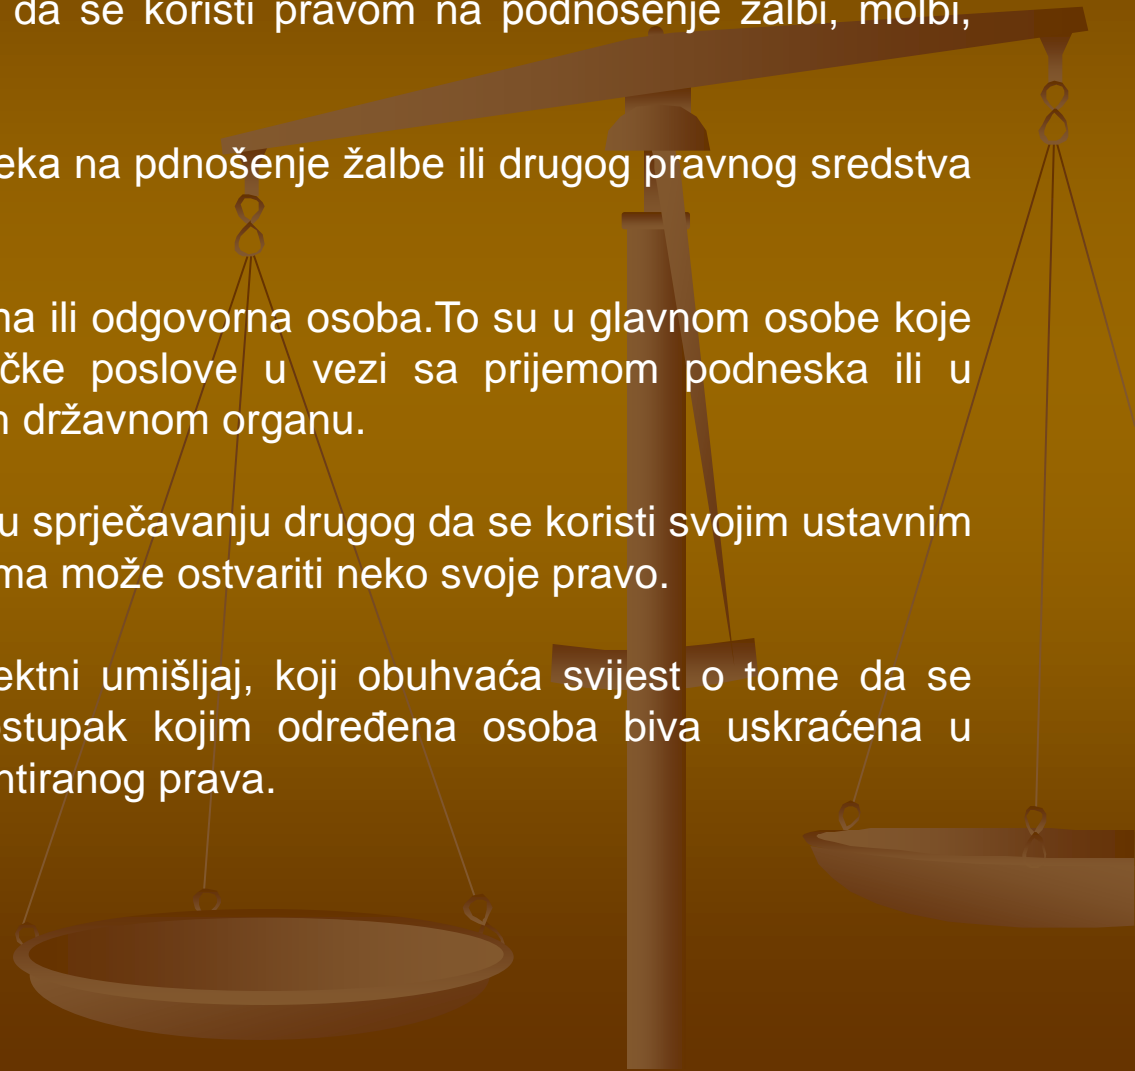 da se koristi pravom na podnošenje žalbi, molbi,
eka na pdnošenje žalbe ili drugog pravnog sredstva
na ili odgovorna osoba.To su u glavnom osobe koje
čke poslove u vezi sa prijemom podneska ili u
m državnom organu.
u sprječavanju drugog da se koristi svojim ustavnim
ma može ostvariti neko svoje pravo.
ektni umišljaj, koji obuhvaća svijest o tome da se
ostupak kojim određena osoba biva uskraćena u
ntiranog prava.